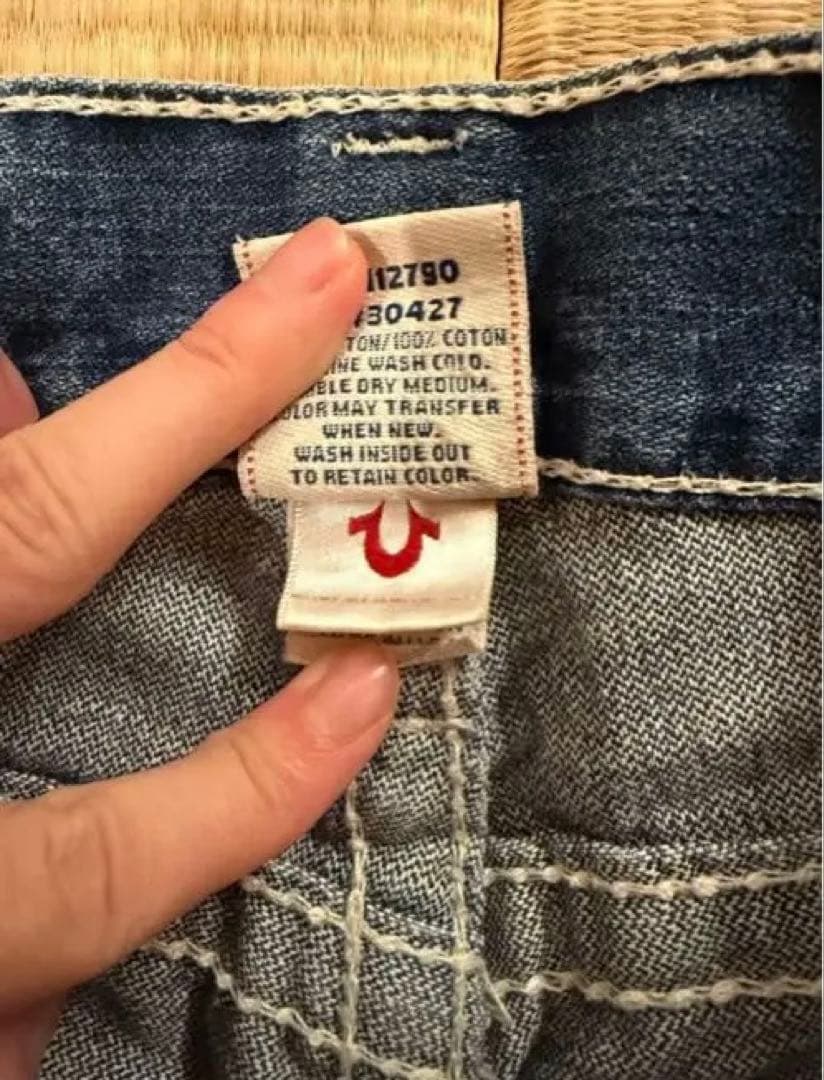 112790
30427
TON/100% COTON
INE WASH COLD.
BLE DRY MEDIUM.
OLOR MAY TRANSFER
WHEN NEW.
WASH INSIDE OUT
TO RETAIN COLOR.